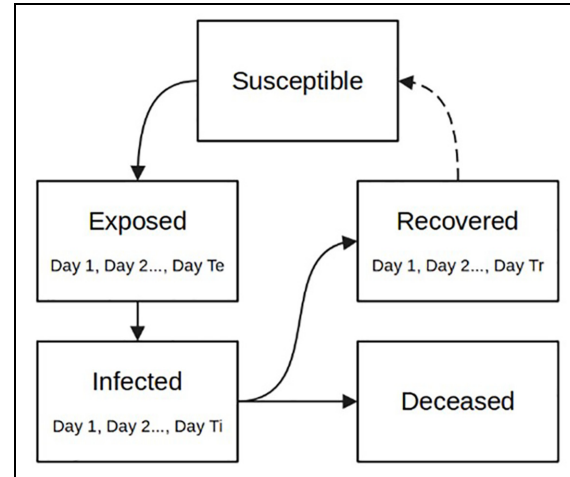 Susceptible
Exposed
Day 1, Day 2..., Day Te
Recovered
Day 1, Day 2..., Day Tr
Infected
Day 1, Day 2..., Day Ti
Deceased